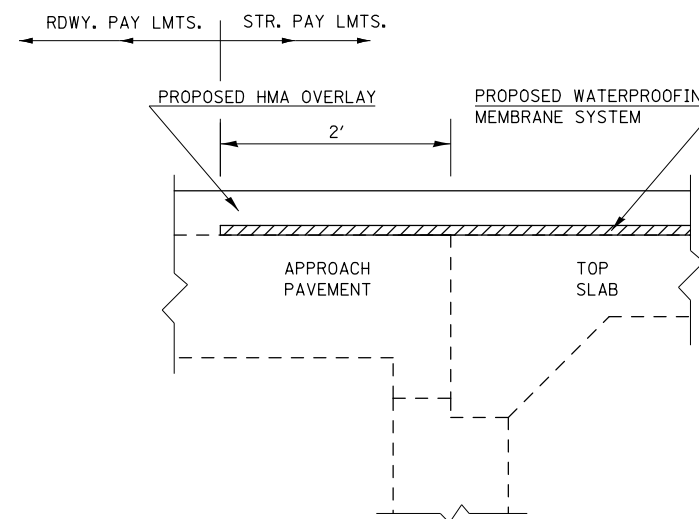 RDWY. PAY LMTS.
STR. PAY LMTS.
PROPOSED HMA OVERLAY
PROPOSED WATERPROOFIN
MEMBRANE SYSTEM
2'
APPROACH
PAVEMENT
TOP
SLAB